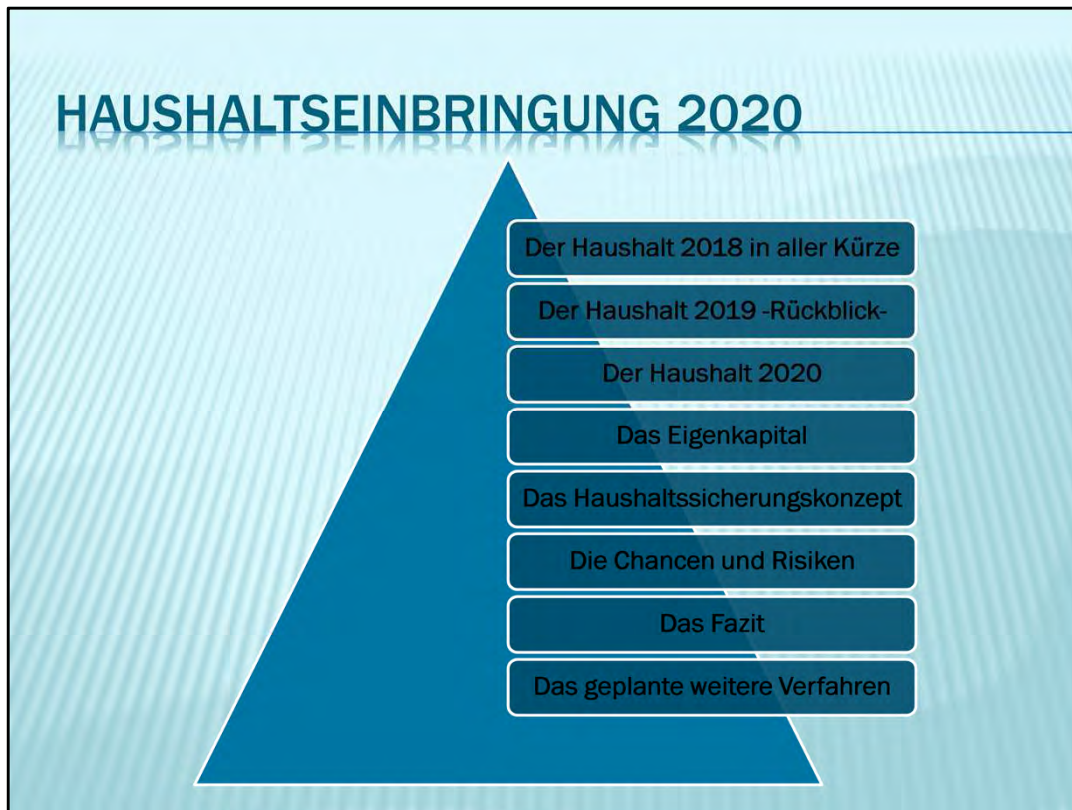 HAUSHALTSEINBRINGUNG 2020
Der Haushalt 2018 in aller Kürze
Der Haushalt 2019 -Rückblick-
Der Haushalt 2020
Das Eigenkapital
Das Haushaltssicherungskonzept
Die Chancen und Risiken
Das Fazit
Das geplante weitere Verfahren